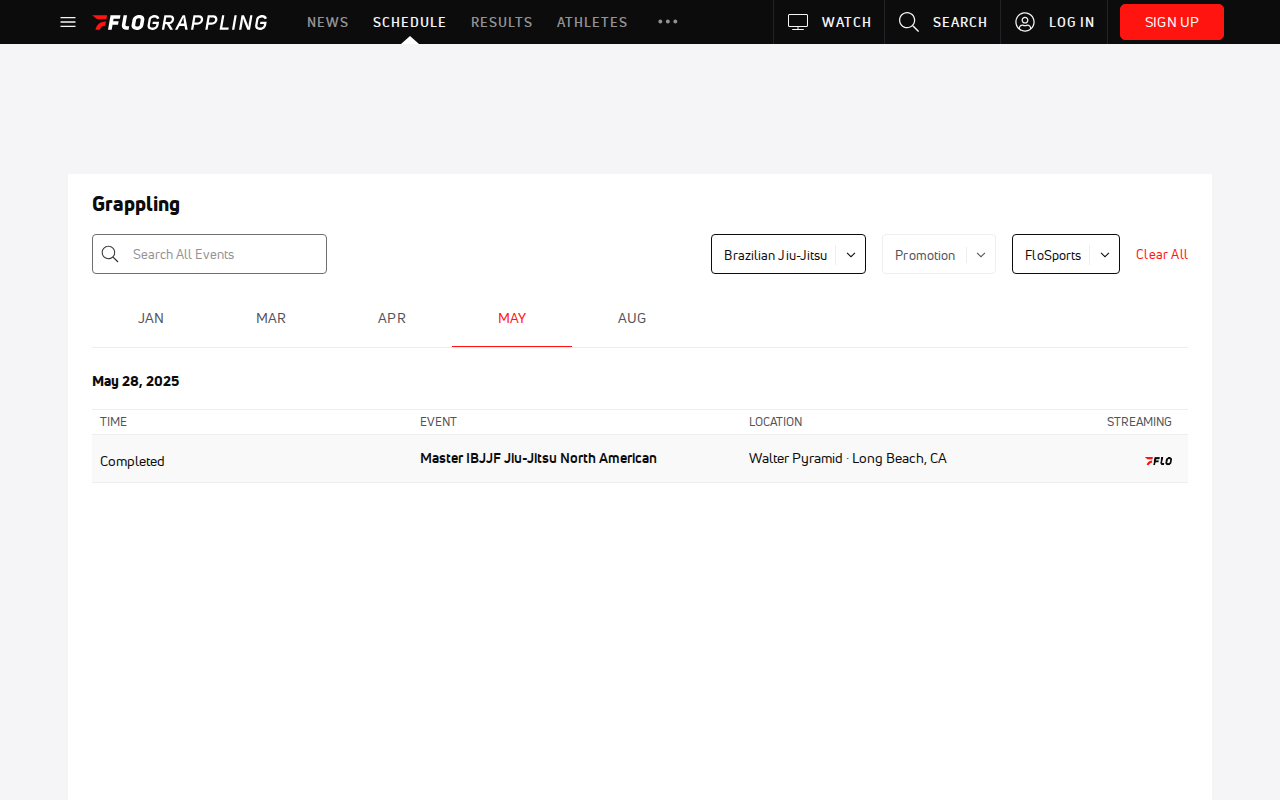 FLOGRAPPLING NEWS SCHEDULE RESULTS ATHLETES WATCH SEARCH LOG IN SIGN UP
Grappling
Search All Events Brazilian Jiu-Jitsu Promotion FloSports Clear All
JAN MAR APR MAY AUG
May 28, 2025
TIME EVENT LOCATION STREAMING
Completed Master IBJJF Jiu-Jitsu North American Walter Pyramid · Long Beach, CA FLO